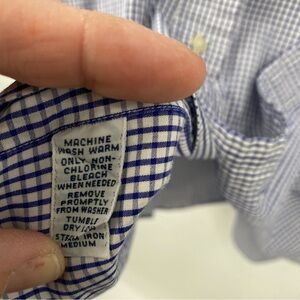 MACHINE
WASH WARM
ONLY NON-
CHLORINE
BLEACH
WHEN NEEDED
REMOVE
PROMPTLY
FROM WASHER
TUMBLE
DRY LOW
STEAM IRON
MEDIUM